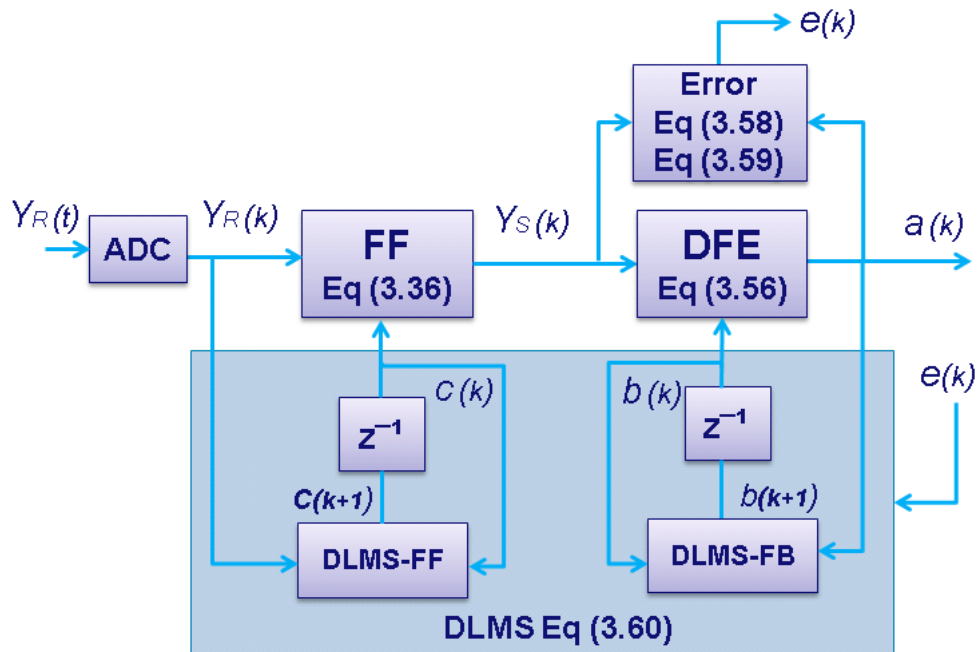 e(k)
Error
Eq (3.58)
Eq (3.59)
YR(t)
ADC
YR(k)
FF
Eq (3.36)
YS(k)
DFE
Eq (3.56)
a(k)
e(k)
c(k)
z⁻¹
C(k+1)
DLMS-FF
b(k)
z⁻¹
b(k+1)
DLMS-FB
DLMS Eq (3.60)